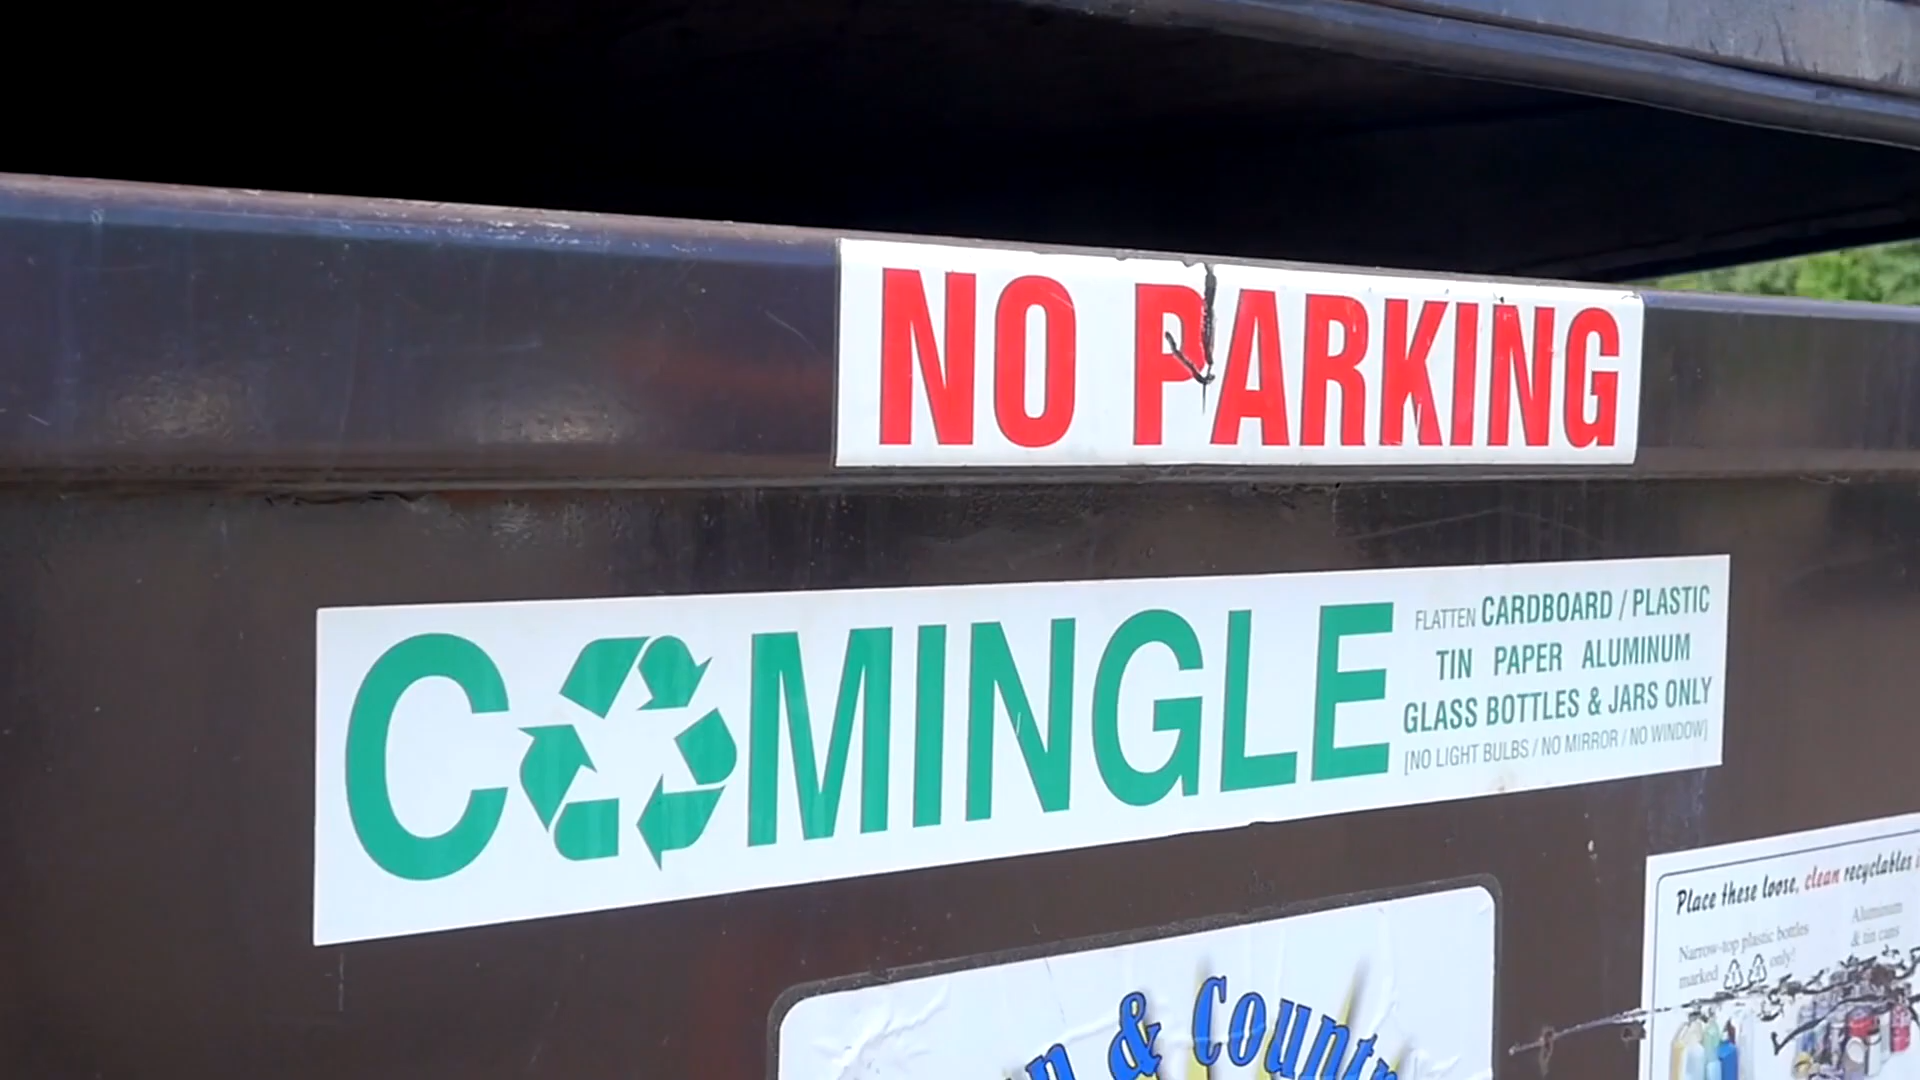 NO PARKING
COMINGLE
FLATTEN CARDBOARD / PLASTIC
TIN PAPER ALUMINUM
GLASS BOTTLES & JARS ONLY
[NO LIGHT BULBS / NO MIRROR / NO WINDOW]
& Country
Place these loose, clean recyclables
Narrow-top plastic bottles
marked only!
Aluminum
& tin cans